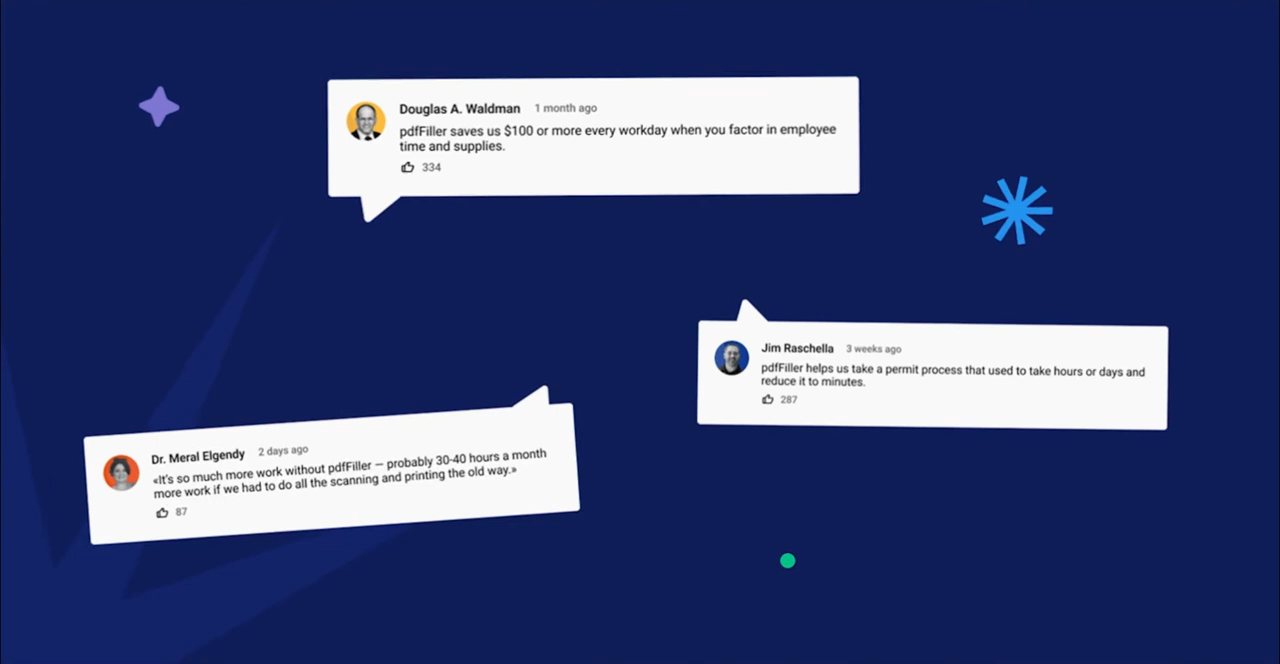 Douglas A. Waldman 1 month ago
pdfFiller saves us $100 or more every workday when you factor in employee
time and supplies.
334
Jim Raschella 3 weeks ago
pdfFiller helps us take a permit process that used to take hours or days and
reduce it to minutes.
287
Dr. Meral Elgendy 2 days ago
«It's so much more work without pdfFiller — probably 30-40 hours a month
more work if we had to do all the scanning and printing the old way.»
87